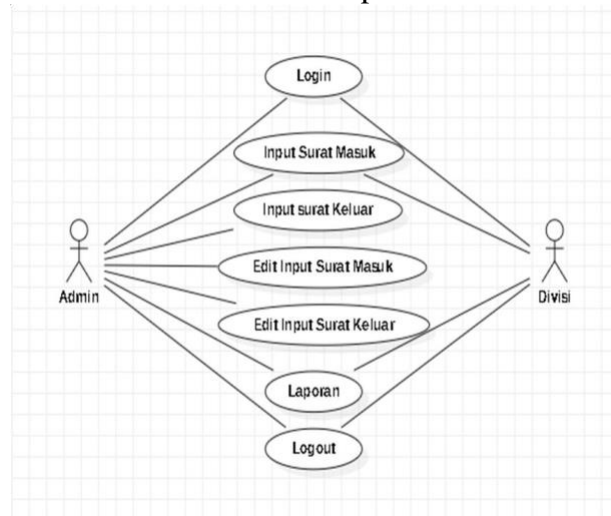 Login
Input Surat Masuk
Input surat Keluar
Edit Input Surat Masuk
Edit Input Surat Keluar
Laporan
Logout
Admin
Divisi